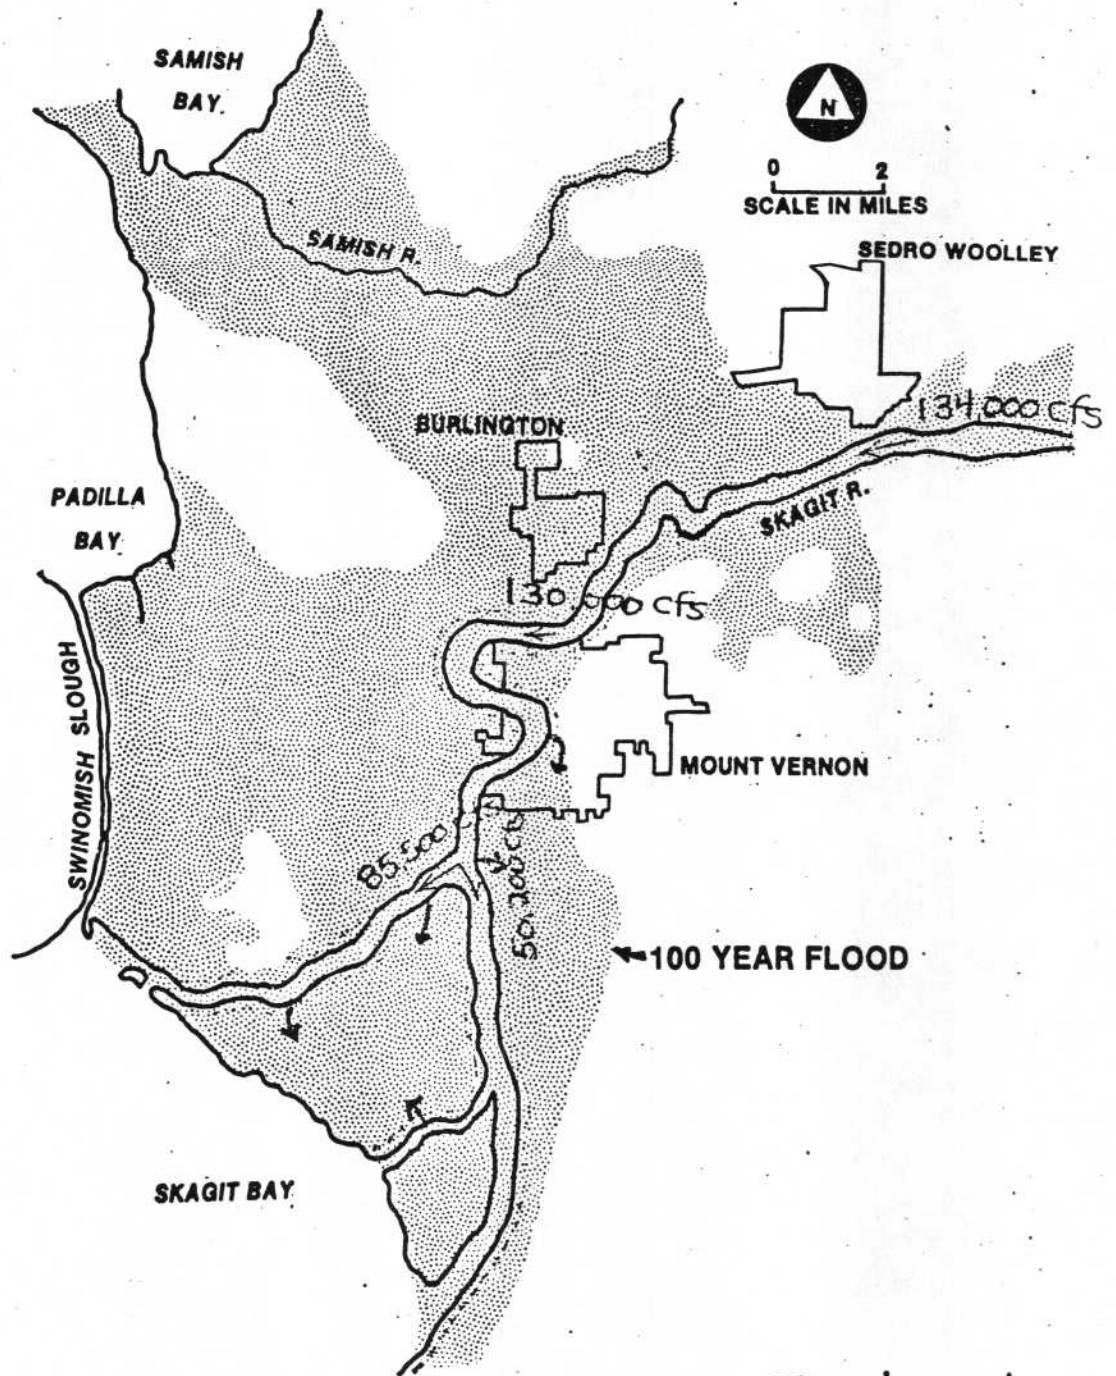 SAMISH
BAY
N
0 2
SCALE IN MILES
SAMISH R.
SEDRO WOOLLEY
134,000 cfs
BURLINGTON
SKAGIT R.
PADILLA
BAY
130,000 cfs
SWINOMISH SLOUGH
MOUNT VERNON
85,500
50,200 cfs
100 YEAR FLOOD
SKAGIT BAY